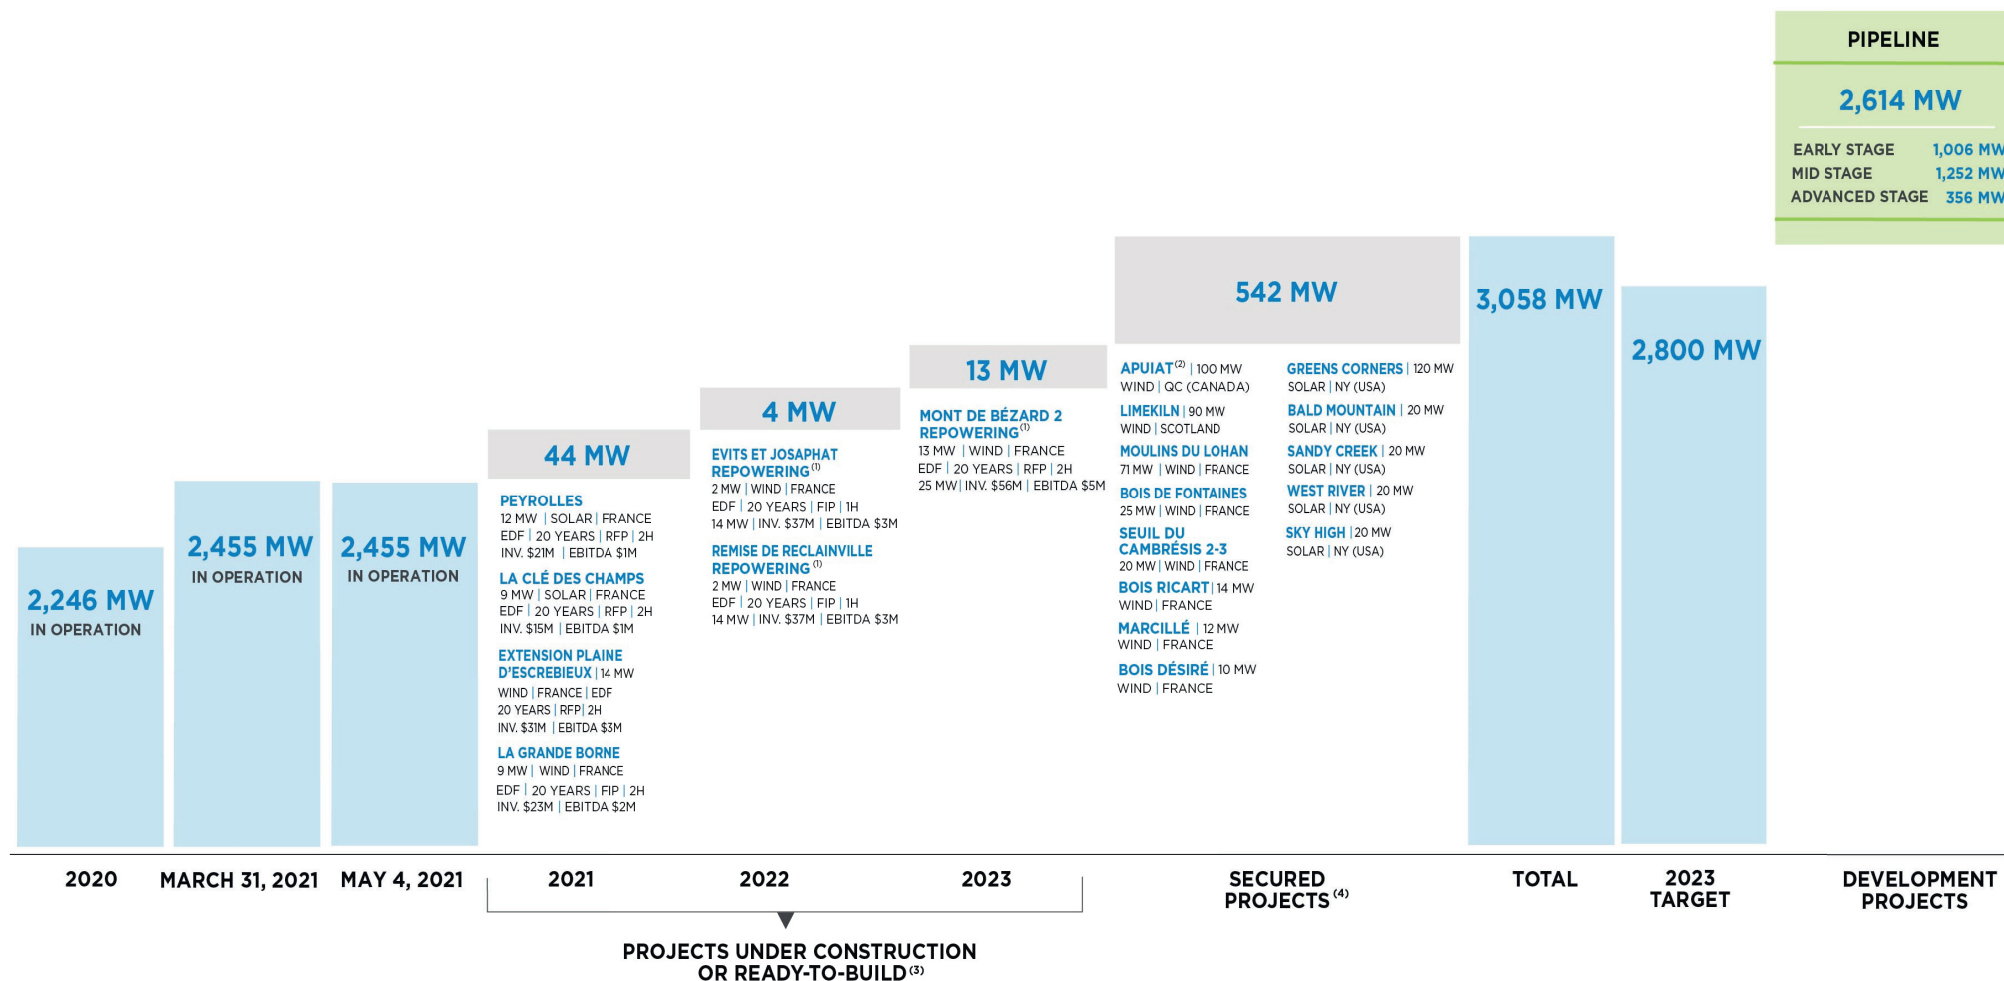 PIPELINE
2,614 MW
EARLY STAGE 1,006 MW
MID STAGE 1,252 MW
ADVANCED STAGE 356 MW
2,246 MW
IN OPERATION
2,455 MW
IN OPERATION
2,455 MW
IN OPERATION
44 MW
PEYROLLES
12 MW | SOLAR | FRANCE
EDF | 20 YEARS | RFP | 2H
INV. $21M | EBITDA $1M
LA CLÉ DES CHAMPS
9 MW | SOLAR | FRANCE
EDF | 20 YEARS | RFP | 2H
INV. $15M | EBITDA $1M
EXTENSION PLAINE
D'ESCREBIEUX | 14 MW
WIND | FRANCE | EDF
20 YEARS | RFP | 2H
INV. $31M | EBITDA $3M
LA GRANDE BORNE
9 MW | WIND | FRANCE
EDF | 20 YEARS | FIP | 2H
INV. $23M | EBITDA $2M
4 MW
EVITS ET JOSAPHAT
REPOWERING (1)
2 MW | WIND | FRANCE
EDF | 20 YEARS | FIP | 1H
14 MW | INV. $37M | EBITDA $3M
REMISE DE RECLAINVILLE
REPOWERING (1)
2 MW | WIND | FRANCE
EDF | 20 YEARS | FIP | 1H
14 MW | INV. $37M | EBITDA $3M
13 MW
MONT DE BÉZARD 2
REPOWERING (1)
13 MW | WIND | FRANCE
EDF | 20 YEARS | RFP | 2H
25 MW | INV. $56M | EBITDA $5M
542 MW
APUIAT (2) | 100 MW
WIND | QC (CANADA)
LIMEKILN | 90 MW
WIND | SCOTLAND
MOULINS DU LOHAN
71 MW | WIND | FRANCE
BOIS DE FONTAINES
25 MW | WIND | FRANCE
SEUIL DU
CAMBRÉSIS 2-3
20 MW | WIND | FRANCE
BOIS RICART | 14 MW
WIND | FRANCE
MARCILLÉ | 12 MW
WIND | FRANCE
BOIS DÉSIRÉ | 10 MW
WIND | FRANCE
GREENS CORNERS | 120 MW
SOLAR | NY (USA)
BALD MOUNTAIN | 20 MW
SOLAR | NY (USA)
SANDY CREEK | 20 MW
SOLAR | NY (USA)
WEST RIVER | 20 MW
SOLAR | NY (USA)
SKY HIGH | 20 MW
SOLAR | NY (USA)
3,058 MW
2,800 MW
2020
MARCH 31, 2021
MAY 4, 2021
2021
2022
2023
SECURED
PROJECTS (4)
TOTAL
2023
TARGET
DEVELOPMENT
PROJECTS
PROJECTS UNDER CONSTRUCTION
OR READY-TO-BUILD (3)